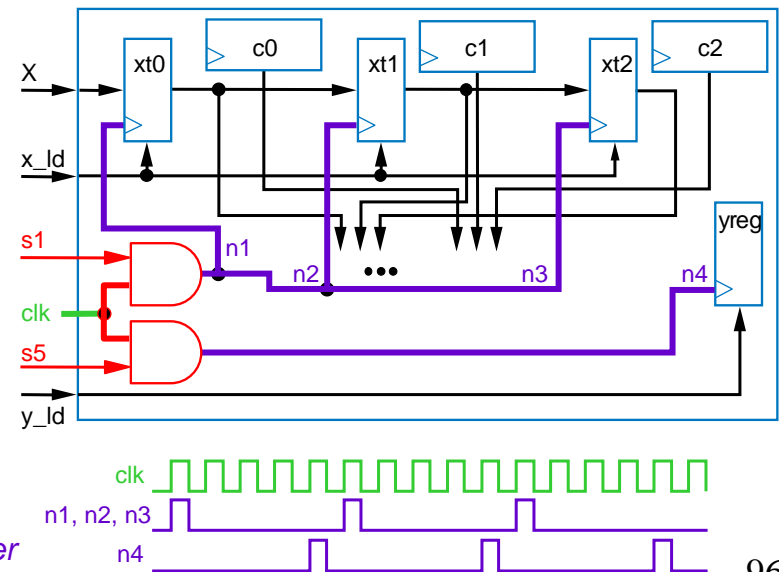 c0 c1 c2
xt0 xt1 xt2
X
x_ld
yreg
s1
n1
n2 n3 n4
clk
s5
y_ld
clk
n1, n2, n3
n4